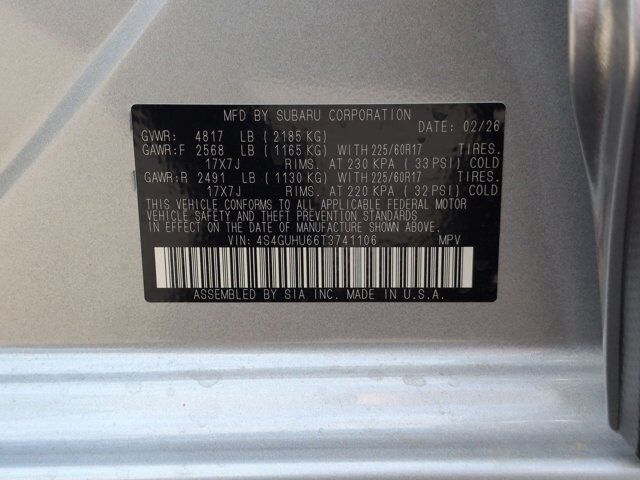 MFD BY SUBARU CORPORATION
DATE: 02/26
GVWR: 4817 LB (2185 KG)
GAWR:F 2568 LB (1165 KG) WITH 225/60R17 TIRES.
17X7J RIMS. AT 230 KPA (33 PSI) COLD
GAWR:R 2491 LB (1130 KG) WITH 225/60R17 TIRES.
17X7J RIMS. AT 220 KPA (32 PSI) COLD
THIS VEHICLE CONFORMS TO ALL APPLICABLE FEDERAL MOTOR
VEHICLE SAFETY AND THEFT PREVENTION STANDARDS
IN EFFECT ON THE DATE OF MANUFACTURE SHOWN ABOVE.
VIN: 4S4GUHU66T3741106 MPV
ASSEMBLED BY SIA INC. MADE IN U.S.A.